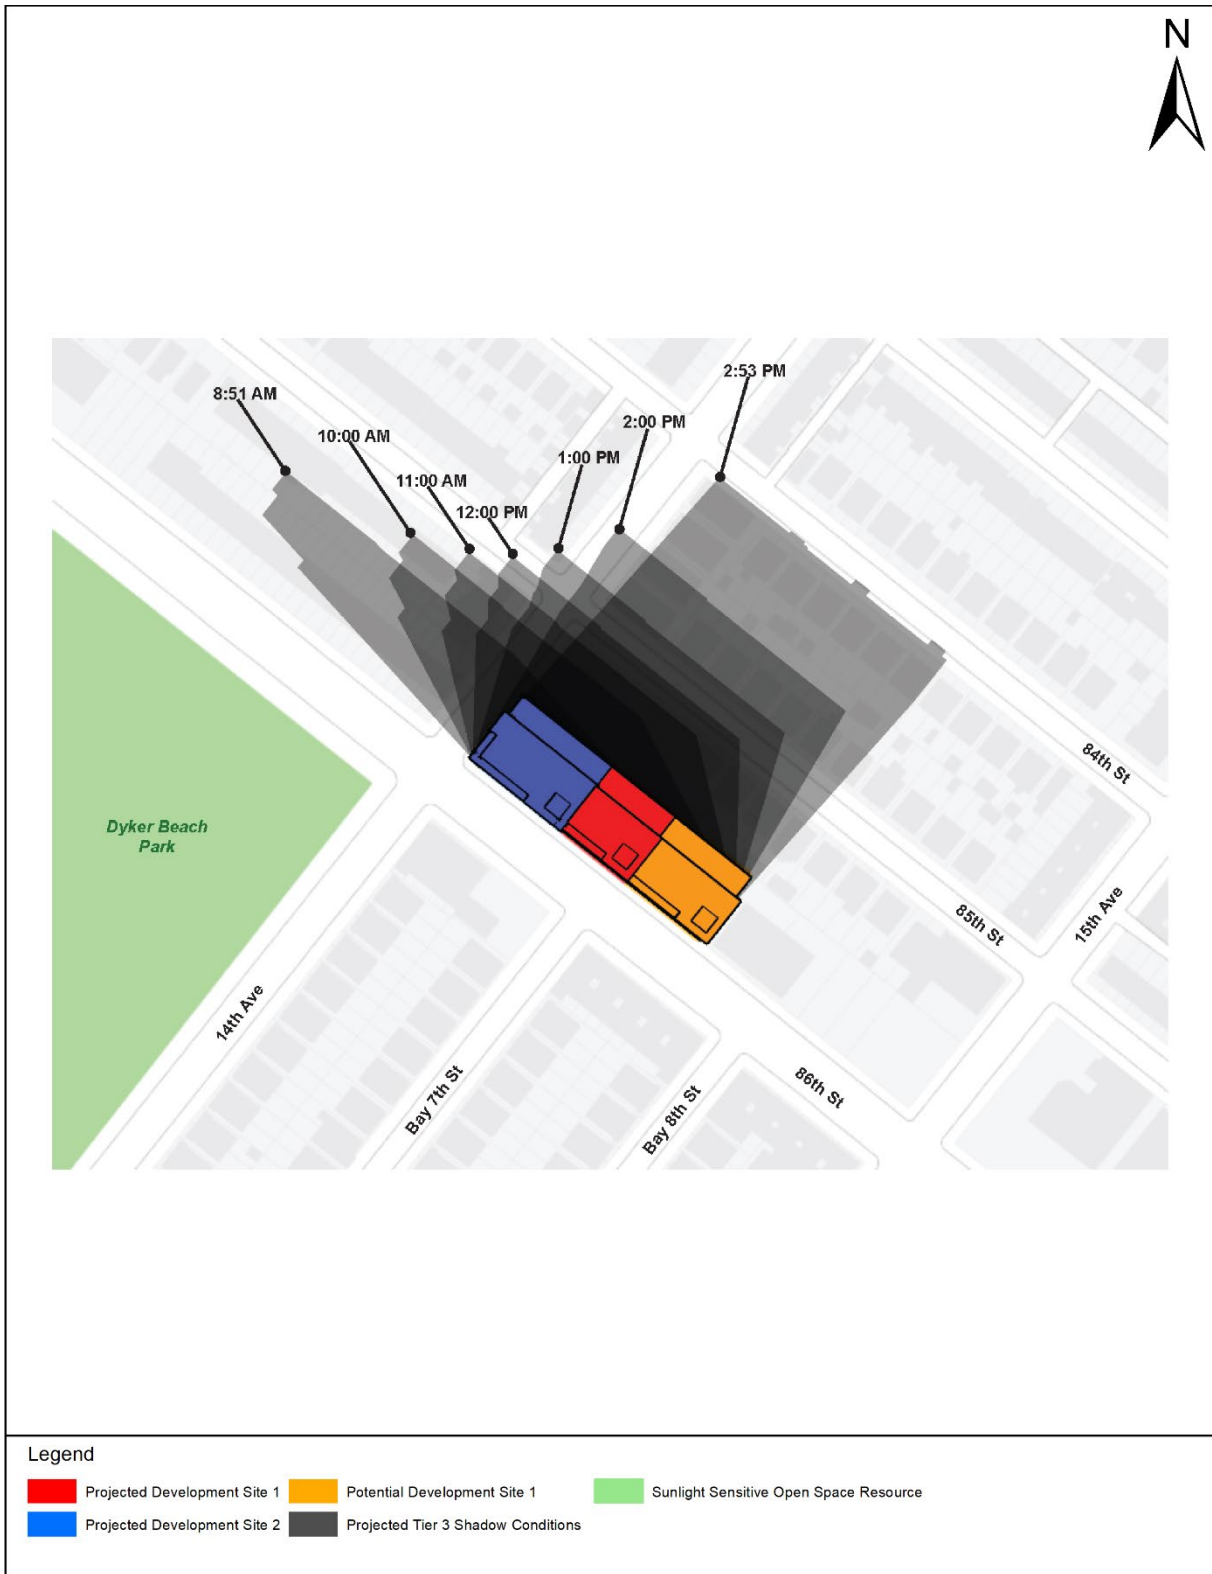 N
2:53 PM
8:51 AM
2:00 PM
10:00 AM
1:00 PM
11:00 AM
12:00 PM
84th St
Dyker Beach
Park
85th St
15th Ave
14th Ave
86th St
Bay 7th St
Bay 8th St
Legend
Projected Development Site 1
Potential Development Site 1
Sunlight Sensitive Open Space Resource
Projected Development Site 2
Projected Tier 3 Shadow Conditions